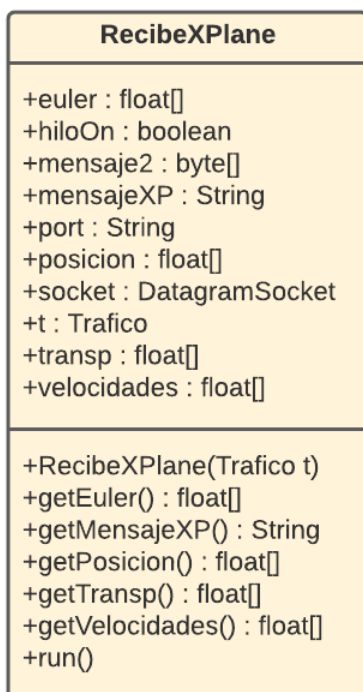 RecibeXPlane
+euler : float[]
+hiloOn : boolean
+mensaje2 : byte[]
+mensajeXP : String
+port : String
+posicion : float[]
+socket : DatagramSocket
+t : Trafico
+transp : float[]
+velocidades : float[]
+RecibeXPlane(Trafico t)
+getEuler() : float[]
+getMensajeXP() : String
+getPosicion() : float[]
+getTransp() : float[]
+getVelocidades() : float[]
+run()